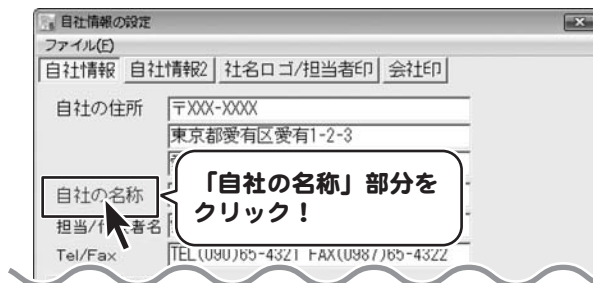 自社情報の設定
ファイル(F)
自社情報 自社情報2 社名ロゴ/担当者印 会社印
自社の住所 〒XXX-XXXX
東京都愛有区愛有1-2-3
自社の名称
「自社の名称」部分を
クリック！
担当/ 者名
Tel/Fax TEL(090)65-4321 FAX(0987)65-4322